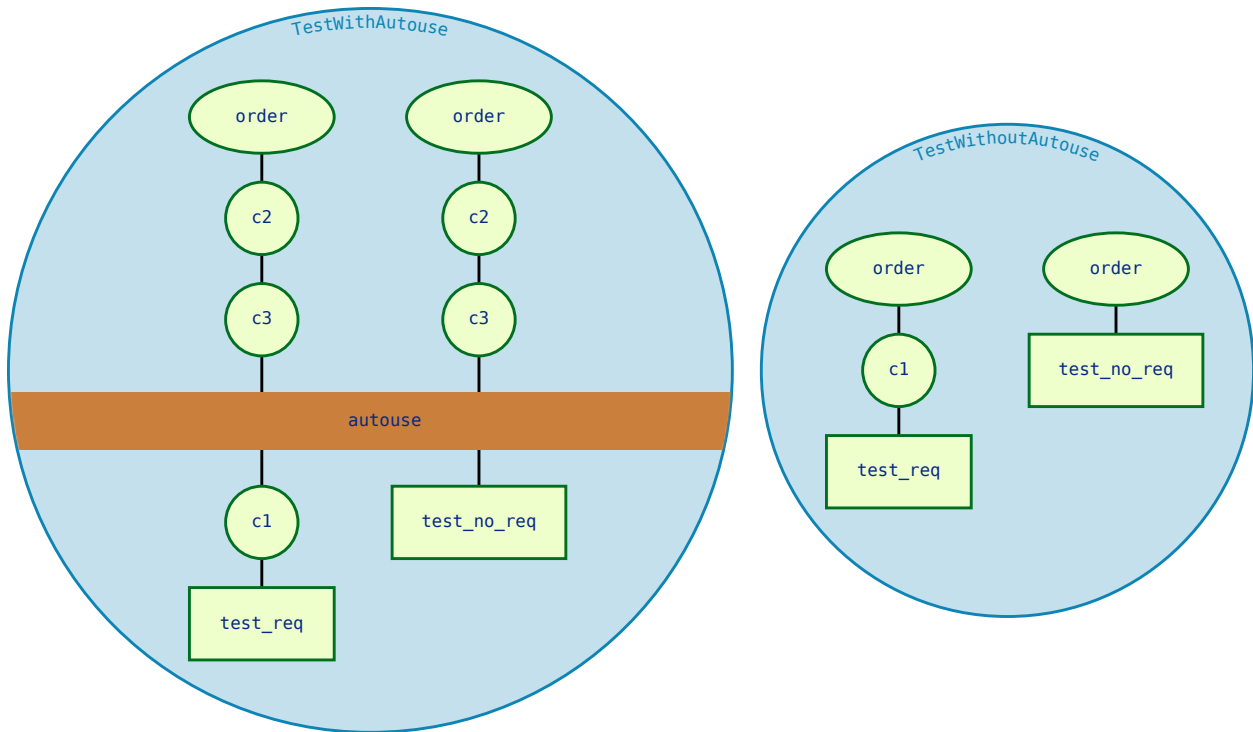 TestWithAutouse
order
order
c2
c2
c3
c3
autouse
c1
test_no_req
test_req
TestWithoutAutouse
order
order
c1
test_no_req
test_req